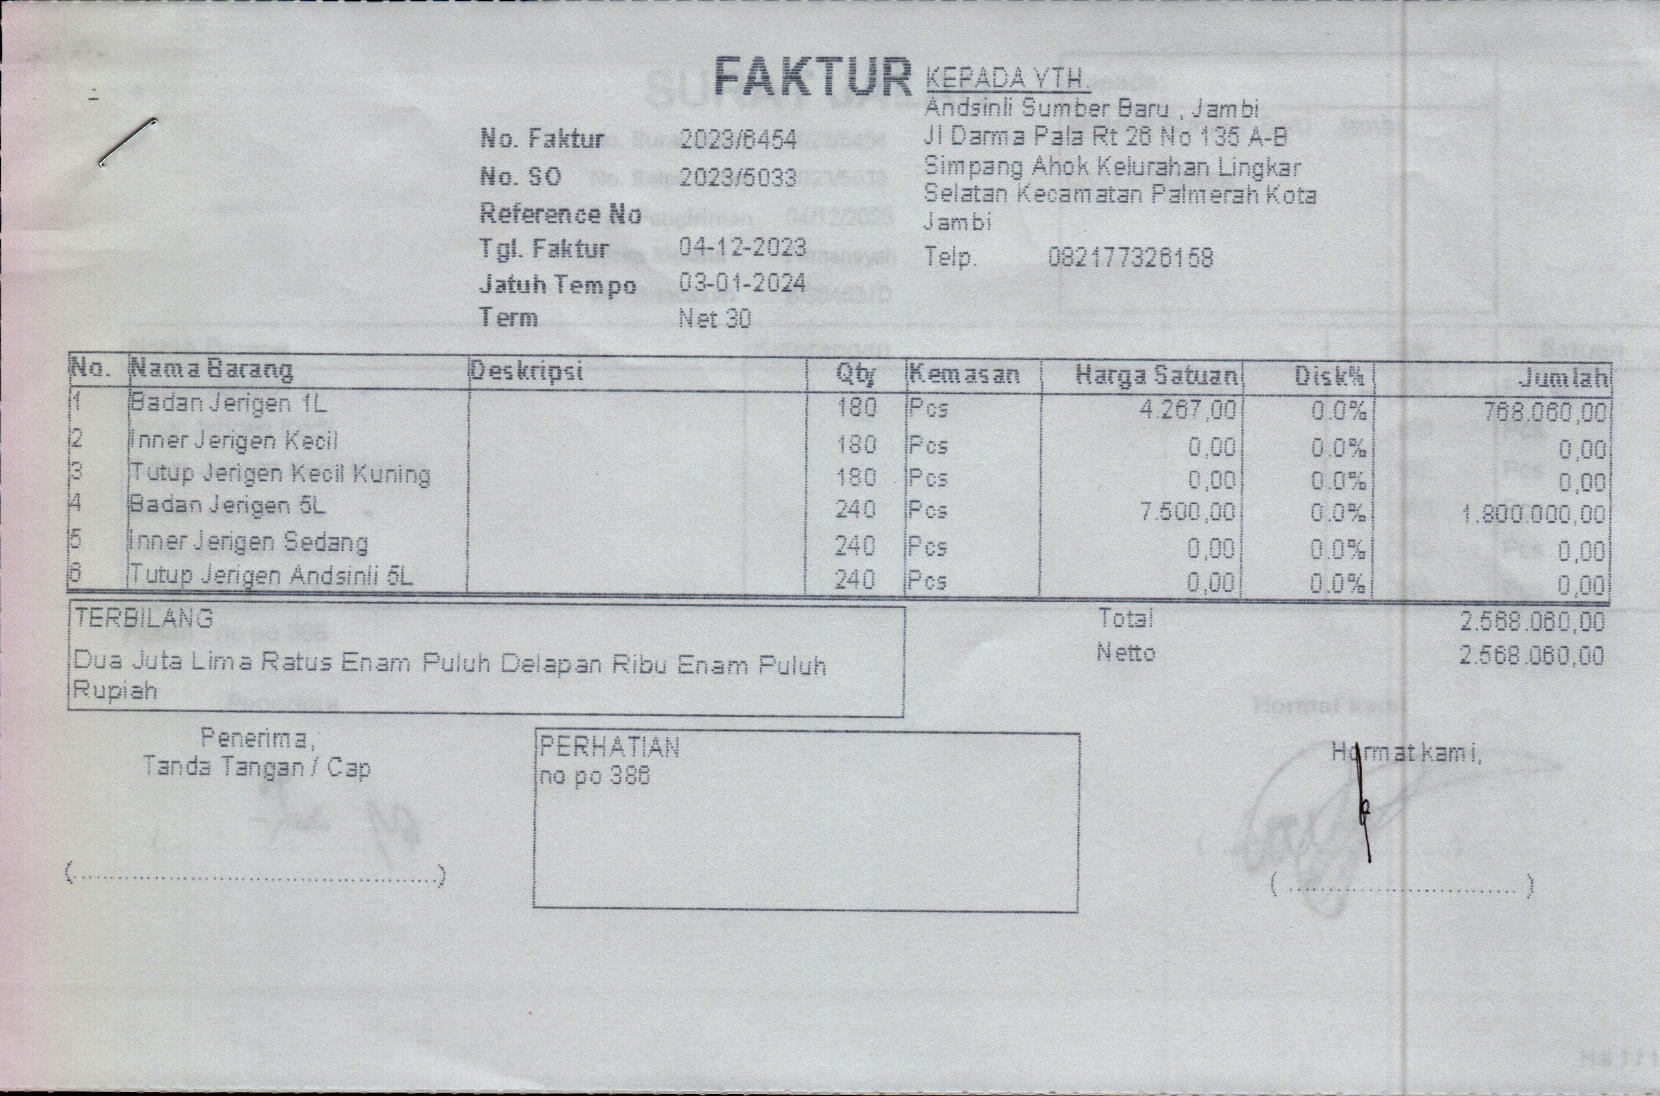 FAKTUR
No. Faktur 2023/6454
No. SO 2023/5033
Reference No
Tgl. Faktur 04-12-2023
Jatuh Tempo 03-01-2024
Term Net 30
KEPADA YTH.
Andsinli Sumber Baru , Jambi
Jl Darma Pala Rt 26 No 135 A-B
Simpang Ahok Kelurahan Lingkar
Selatan Kecamatan Palmerah Kota
Jambi
Telp. 082177326158
No. Nama Barang Deskripsi Qty Kemasan Harga Satuan Disk% Jumlah
1 Badan Jerigen 1L 180 Pcs 4.267,00 0.0% 768.060,00
2 Inner Jerigen Kecil 180 Pcs 0,00 0.0% 0,00
3 Tutup Jerigen Kecil Kuning 180 Pcs 0,00 0.0% 0,00
4 Badan Jerigen 5L 240 Pcs 7.500,00 0.0% 1.800.000,00
5 Inner Jerigen Sedang 240 Pcs 0,00 0.0% 0,00
6 Tutup Jerigen Andsinli 5L 240 Pcs 0,00 0.0% 0,00
TERBILANG
Dua Juta Lima Ratus Enam Puluh Delapan Ribu Enam Puluh
Rupiah
Total 2.568.060,00
Netto 2.568.060,00
Penerima,
Tanda Tangan / Cap
(................................................)
PERHATIAN
no po 386
Hormat kami,
( .............................. )